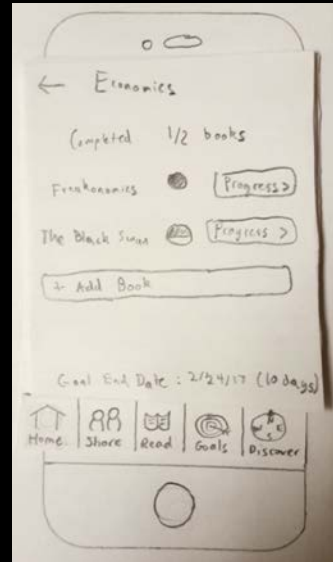 ← Economics
Completed 1/2 books
Freakonomics Progress >
The Black Swan Progress >
+ Add Book
Goal End Date: 2/24/17 (10 days)
Home Share Read Goals Discover
N E S W